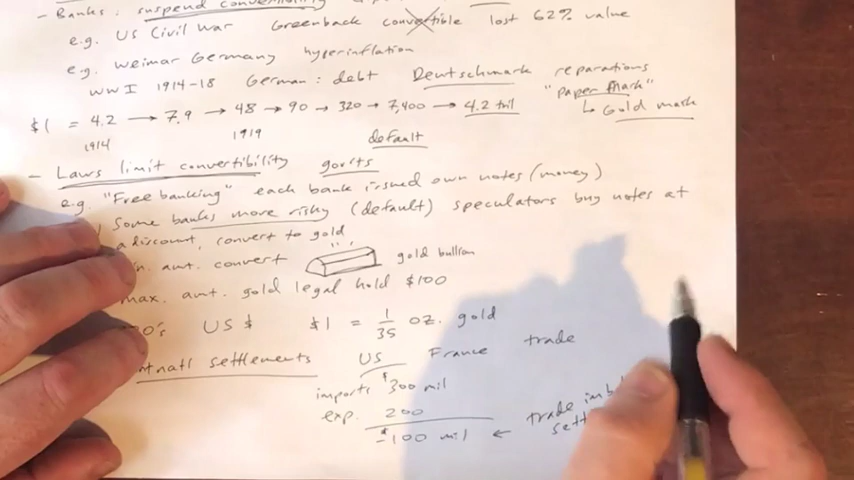 - Banks: suspend convertibility
e.g. US Civil War Greenback convertible lost 62% value
e.g. Weimar Germany hyperinflation
WWI 1914-18 German: debt Deutschmark reparations
"paper Mark"
$1 = 4.2 → 7.9 → 48 → 90 → 320 → 7,400 → 4.2 tril ↳ Gold mark
1914 1919 default
- Laws limit convertibility gov'ts
e.g. "Free banking" each bank issued own notes (money)
Some banks more risky (default) speculators buy notes at
a discount, convert to gold
amt. convert gold bullion
max. amt. gold legal hold $100
0's US $ $1 = 1/35 oz. gold
settlements US France trade
imports $300 mil
exp. 200 trade
-$100 mil ←